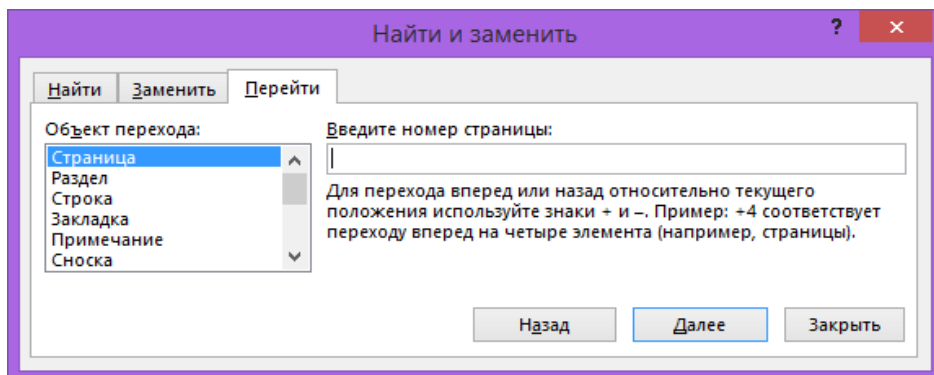 Найти и заменить
?
×
Найти
Заменить
Перейти
Объект перехода:
Страница
Раздел
Строка
Закладка
Примечание
Сноска
Введите номер страницы:
Для перехода вперед или назад относительно текущего
положения используйте знаки + и –. Пример: +4 соответствует
переходу вперед на четыре элемента (например, страницы).
Назад
Далее
Закрыть